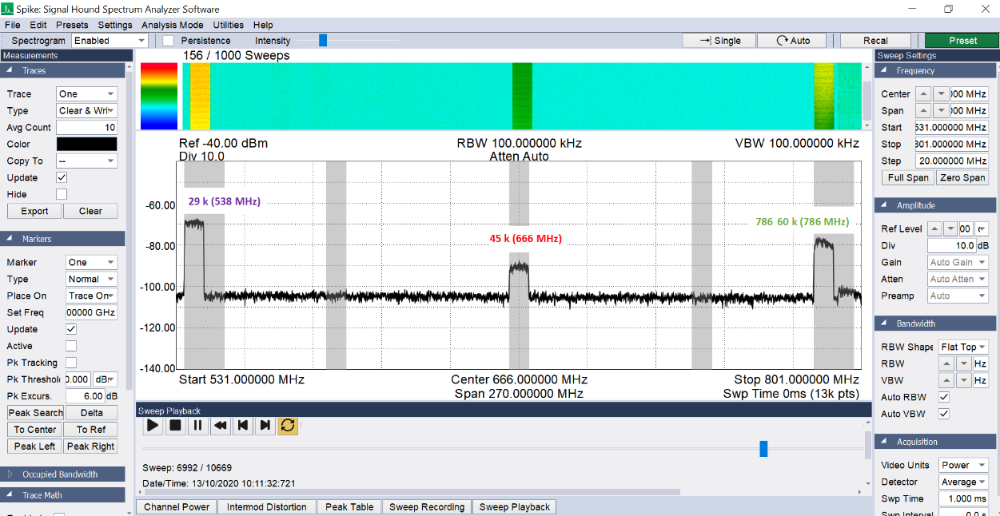 Spike: Signal Hound Spectrum Analyzer Software
File Edit Presets Settings Analysis Mode Utilities Help
Spectrogram Enabled Persistence Intensity Single Auto Recal Preset
Measurements
Traces
Trace One
Type Clear & Wri
Avg Count 10
Color
Copy To --
Update
Hide
Export Clear
Markers
Marker One
Type Normal
Place On Trace On
Set Freq 00000 GHz
Update
Active
Pk Tracking
Pk Threshol 0.000 dB
Pk Excurs. 6.00 dB
Peak Search Delta
To Center To Ref
Peak Left Peak Right
Occupied Bandwidth
Trace Math
156 / 1000 Sweeps
Ref -40.00 dBm RBW 100.000000 kHz VBW 100.000000 kHz
Div 10.0 Atten Auto
29 k (538 MHz)
-60.00
786 60 k (786 MHz)
45 k (666 MHz)
-80.00
-100.00
-120.00
-140.00
Start 531.000000 MHz Center 666.000000 MHz Stop 801.000000 MHz
Span 270.000000 MHz Swp Time 0ms (13k pts)
Sweep Playback
Sweep: 6992 / 10669
Date/Time: 13/10/2020 10:11:32:721
Channel Power Intermod Distortion Peak Table Sweep Recording Sweep Playback
Sweep Settings
Frequency
Center 00 MHz
Span 00 MHz
Start 531.000000 MHz
Stop 801.000000 MHz
Step 20.000000 MHz
Full Span Zero Span
Amplitude
Ref Level 00
Div 10.0 dB
Gain Auto Gain
Atten Auto Atten
Preamp Auto
Bandwidth
RBW Shape Flat Top
RBW Hz
VBW Hz
Auto RBW
Auto VBW
Acquisition
Video Units Power
Detector Average
Swp Time 1.000 ms
Swp Interval 0.0 s